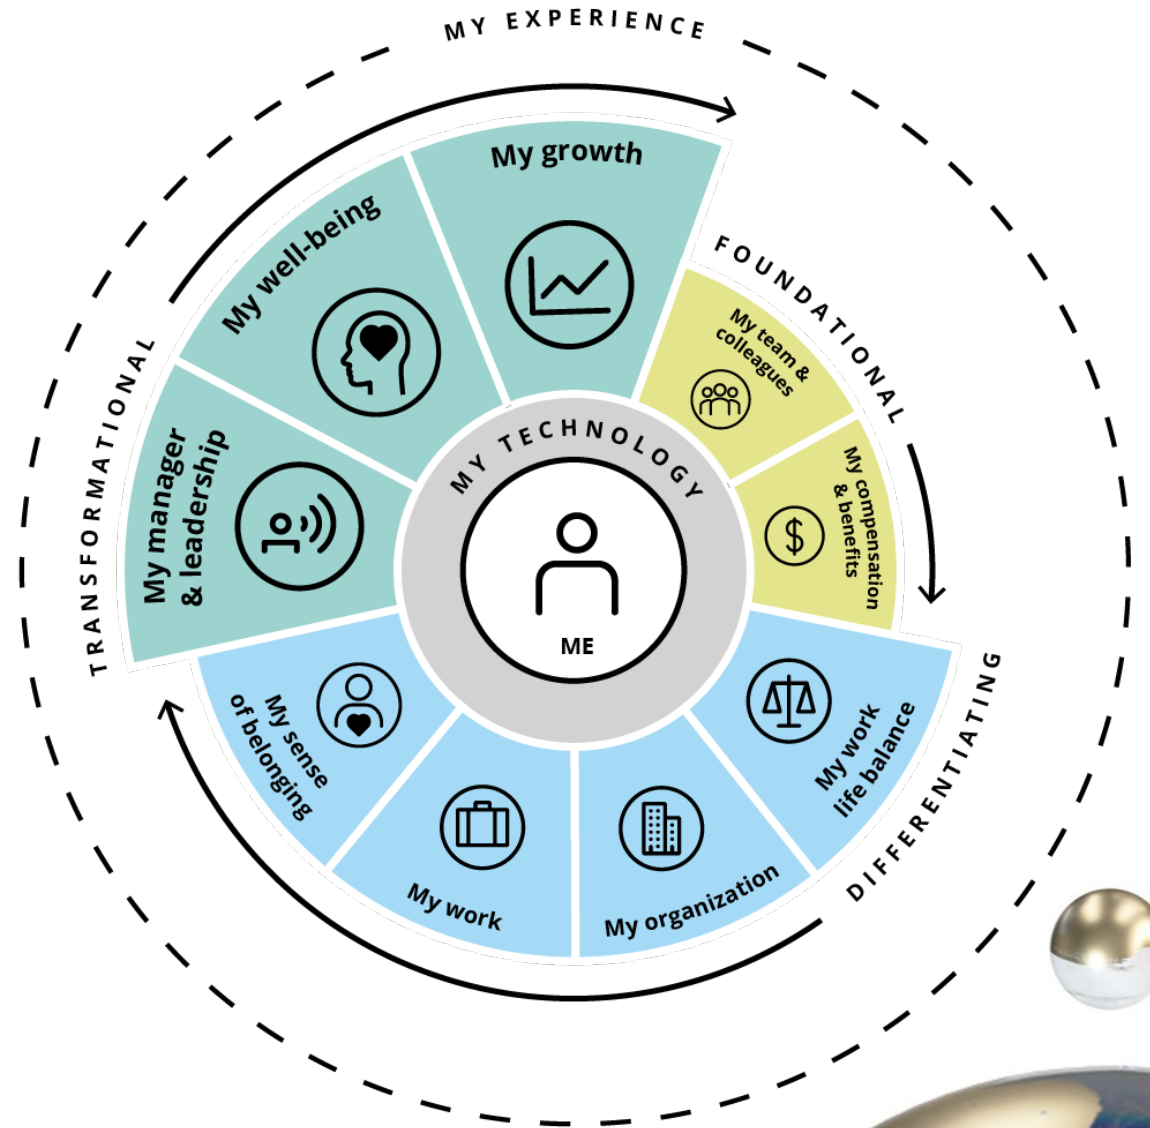 MY EXPERIENCE
My growth
My well-being
My manager
& leadership
TRANSFORMATIONAL
FOUNDATIONAL
My team &
colleagues
My compensation
& benefits
MY TECHNOLOGY
$
ME
DIFFERENTIATING
My work
life balance
My organization
My work
My sense
of belonging